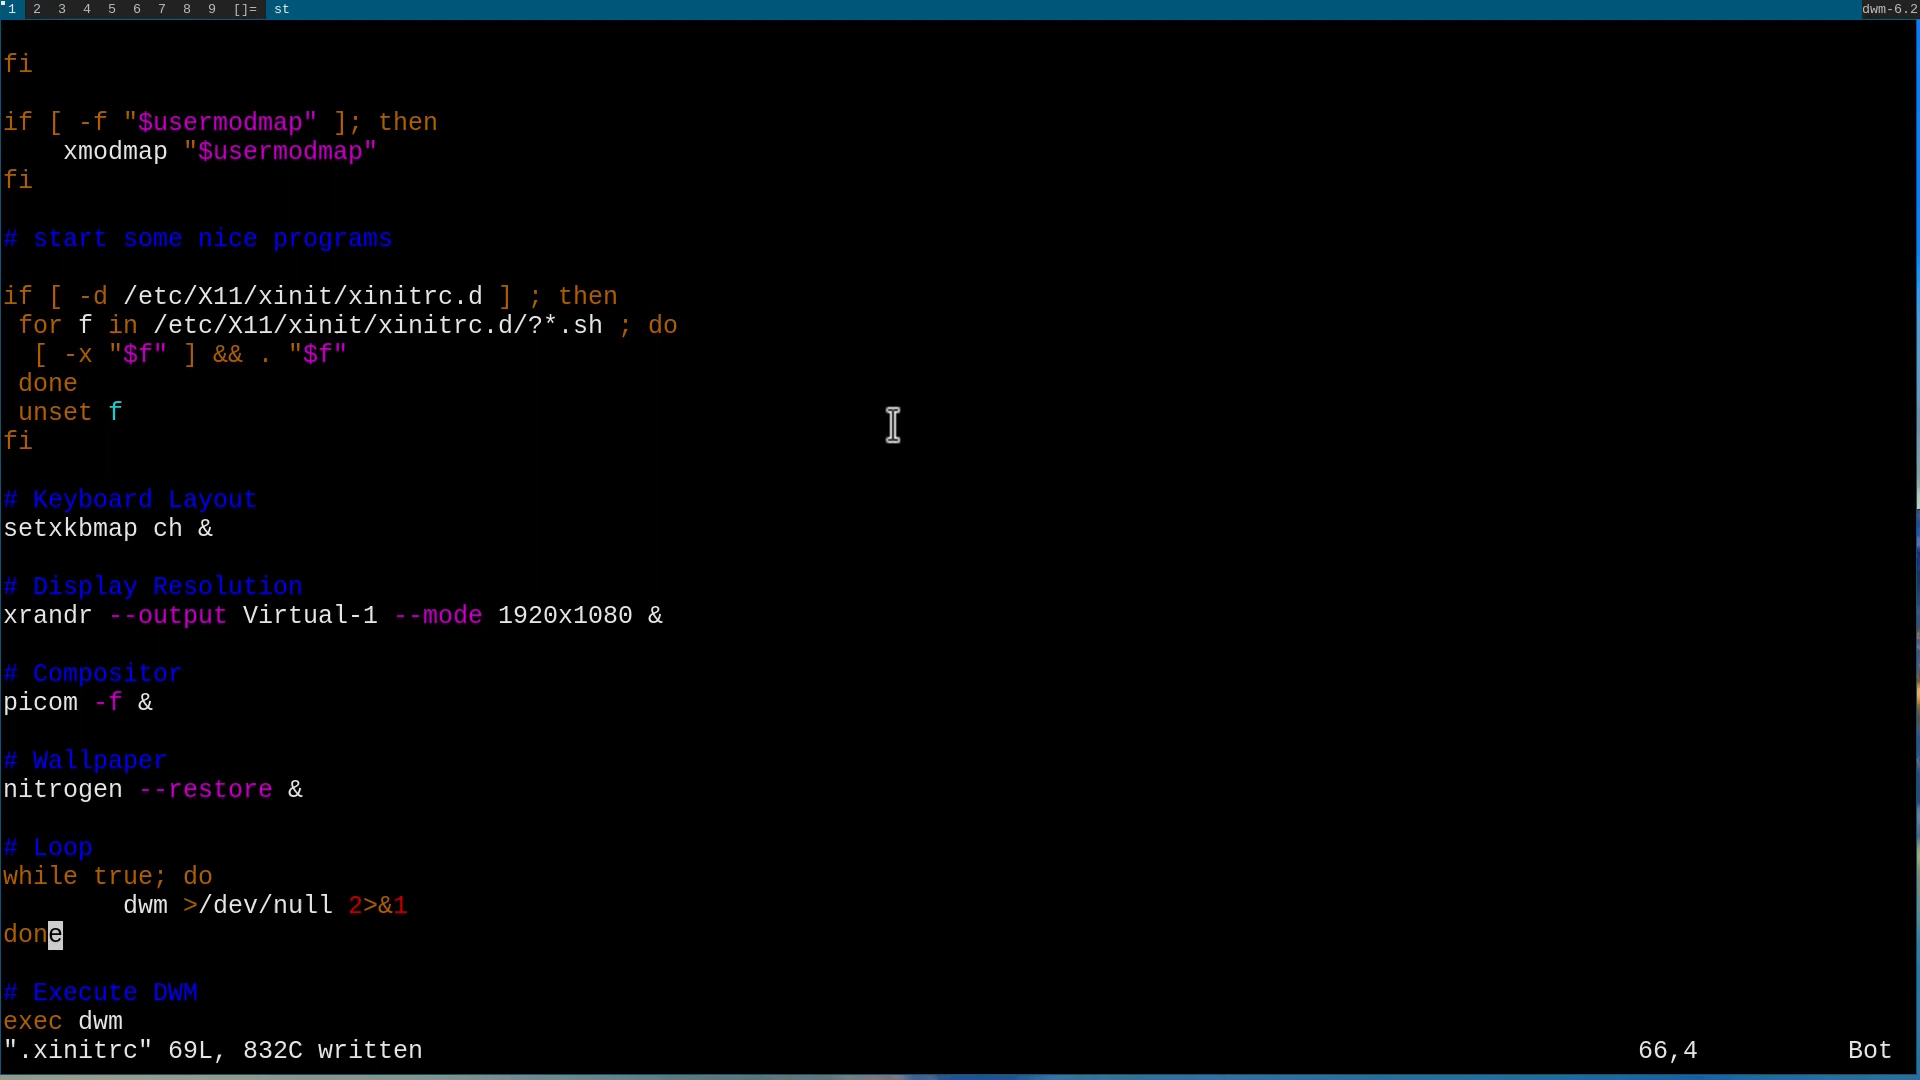 1 2 3 4 5 6 7 8 9 []= st dwm-6.2
fi
if [ -f "$usermodmap" ]; then
    xmodmap "$usermodmap"
fi
# start some nice programs
if [ -d /etc/X11/xinit/xinitrc.d ] ; then
 for f in /etc/X11/xinit/xinitrc.d/?*.sh ; do
  [ -x "$f" ] && . "$f"
 done
 unset f
fi
# Keyboard Layout
setxkbmap ch &
# Display Resolution
xrandr --output Virtual-1 --mode 1920x1080 &
# Compositor
picom -f &
# Wallpaper
nitrogen --restore &
# Loop
while true; do
        dwm >/dev/null 2>&1
done
# Execute DWM
exec dwm
".xinitrc" 69L, 832C written 66,4 Bot